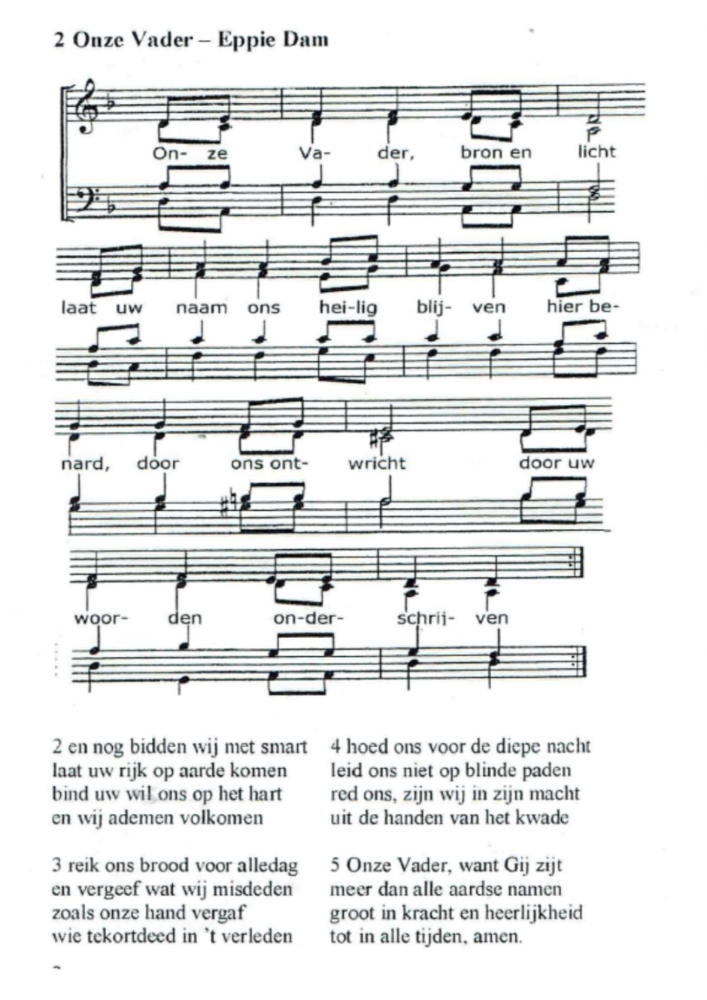 2 Onze Vader – Eppie Dam
On- ze Va- der, bron en licht
laat uw naam ons hei-lig blij- ven hier be-
nard, door ons ont- wricht door uw
woor- den on-der- schrij- ven
2 en nog bidden wij met smart
laat uw rijk op aarde komen
bind uw wil ons op het hart
en wij ademen volkomen
3 reik ons brood voor alledag
en vergeef wat wij misdeden
zoals onze hand vergaf
wie tekortdeed in 't verleden
4 hoed ons voor de diepe nacht
leid ons niet op blinde paden
red ons, zijn wij in zijn macht
uit de handen van het kwade
5 Onze Vader, want Gij zijt
meer dan alle aardse namen
groot in kracht en heerlijkheid
tot in alle tijden, amen.